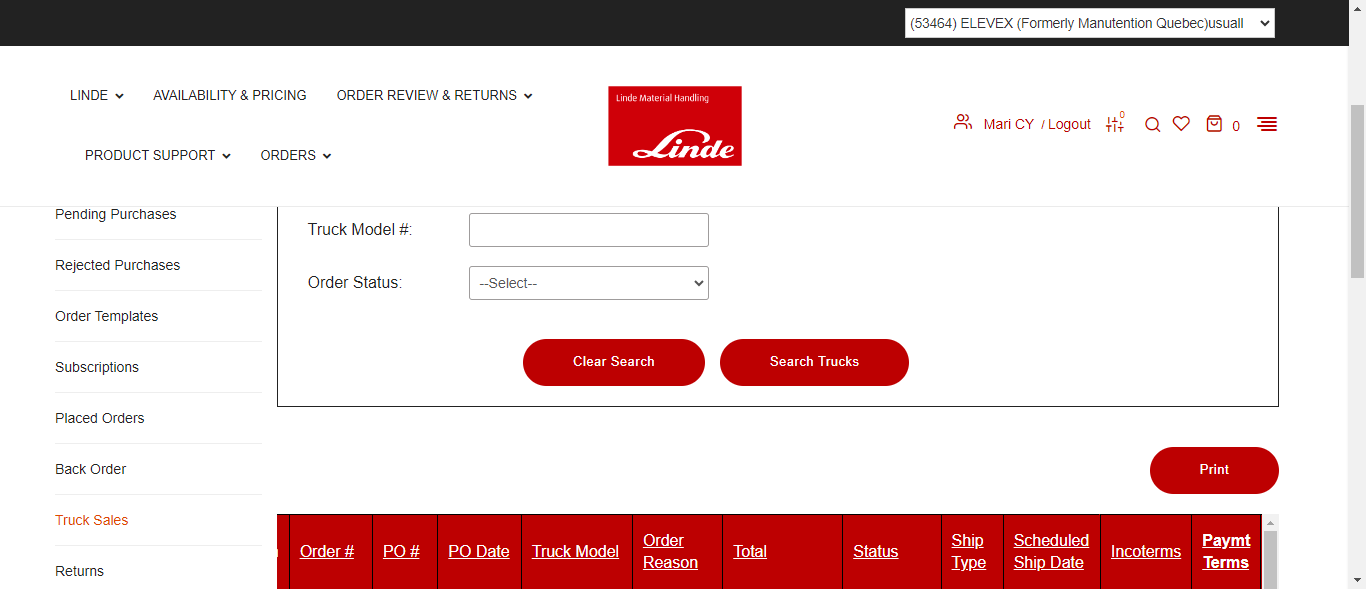 (53464) ELEVEX (Formerly Manutention Quebec)usuall
LINDE
AVAILABILITY & PRICING
ORDER REVIEW & RETURNS
PRODUCT SUPPORT
ORDERS
Linde Material Handling
Linde
Mari CY / Logout
0
0
Pending Purchases
Rejected Purchases
Order Templates
Subscriptions
Placed Orders
Back Order
Truck Sales
Returns
Truck Model #:
Order Status:
--Select--
Clear Search
Search Trucks
Print
Order #
PO #
PO Date
Truck Model
Order
Reason
Total
Status
Ship
Type
Scheduled
Ship Date
Incoterms
Paymt
Terms